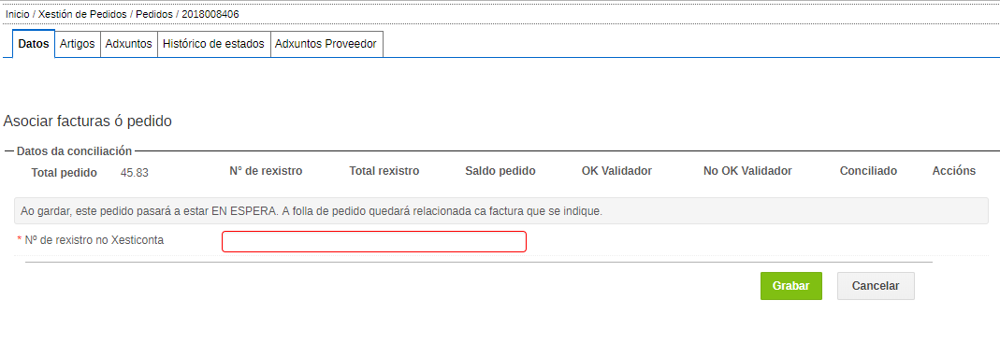 Inicio / Xestión de Pedidos / Pedidos / 2018008406
Datos Artigos Adxuntos Histórico de estados Adxuntos Proveedor
Asociar facturas ó pedido
Datos da conciliación
Total pedido 45.83 Nº de rexistro Total rexistro Saldo pedido OK Validador No OK Validador Conciliado Accións
Ao gardar, este pedido pasará a estar EN ESPERA. A folla de pedido quedará relacionada ca factura que se indique.
* Nº de rexistro no Xesticonta
Grabar Cancelar